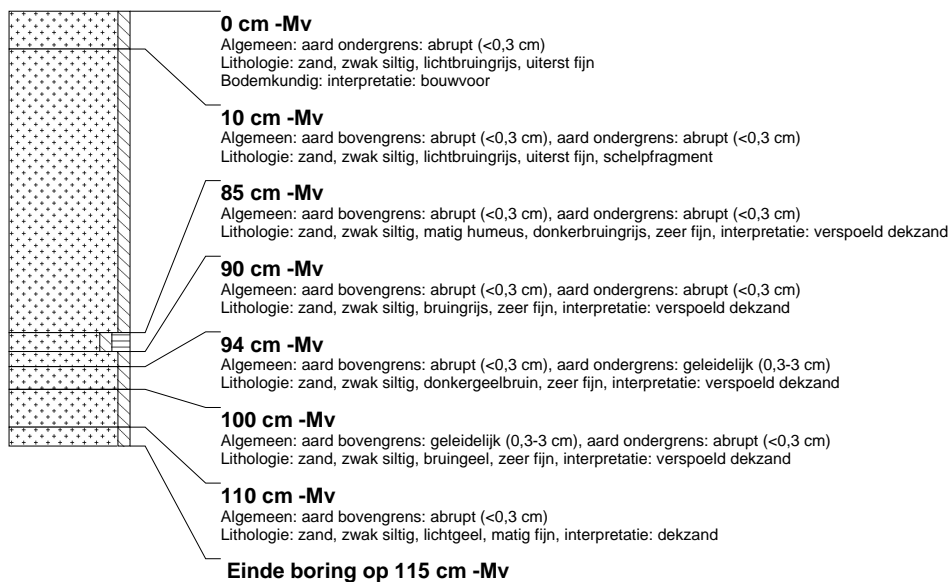 0 cm -Mv
Algemeen: aard ondergrens: abrupt (<0,3 cm)
Lithologie: zand, zwak siltig, lichtbruingrijs, uiterst fijn
Bodemkundig: interpretatie: bouwvoor
10 cm -Mv
Algemeen: aard bovengrens: abrupt (<0,3 cm), aard ondergrens: abrupt (<0,3 cm)
Lithologie: zand, zwak siltig, lichtbruingrijs, uiterst fijn, schelpfragment
85 cm -Mv
Algemeen: aard bovengrens: abrupt (<0,3 cm), aard ondergrens: abrupt (<0,3 cm)
Lithologie: zand, zwak siltig, matig humeus, donkerbruingrijs, zeer fijn, interpretatie: verspoeld dekzand
90 cm -Mv
Algemeen: aard bovengrens: abrupt (<0,3 cm), aard ondergrens: abrupt (<0,3 cm)
Lithologie: zand, zwak siltig, bruingrijs, zeer fijn, interpretatie: verspoeld dekzand
94 cm -Mv
Algemeen: aard bovengrens: abrupt (<0,3 cm), aard ondergrens: geleidelijk (0,3-3 cm)
Lithologie: zand, zwak siltig, donkergeelbruin, zeer fijn, interpretatie: verspoeld dekzand
100 cm -Mv
Algemeen: aard bovengrens: geleidelijk (0,3-3 cm), aard ondergrens: abrupt (<0,3 cm)
Lithologie: zand, zwak siltig, bruingeel, zeer fijn, interpretatie: verspoeld dekzand
110 cm -Mv
Algemeen: aard bovengrens: abrupt (<0,3 cm)
Lithologie: zand, zwak siltig, lichtgeel, matig fijn, interpretatie: dekzand
Einde boring op 115 cm -Mv